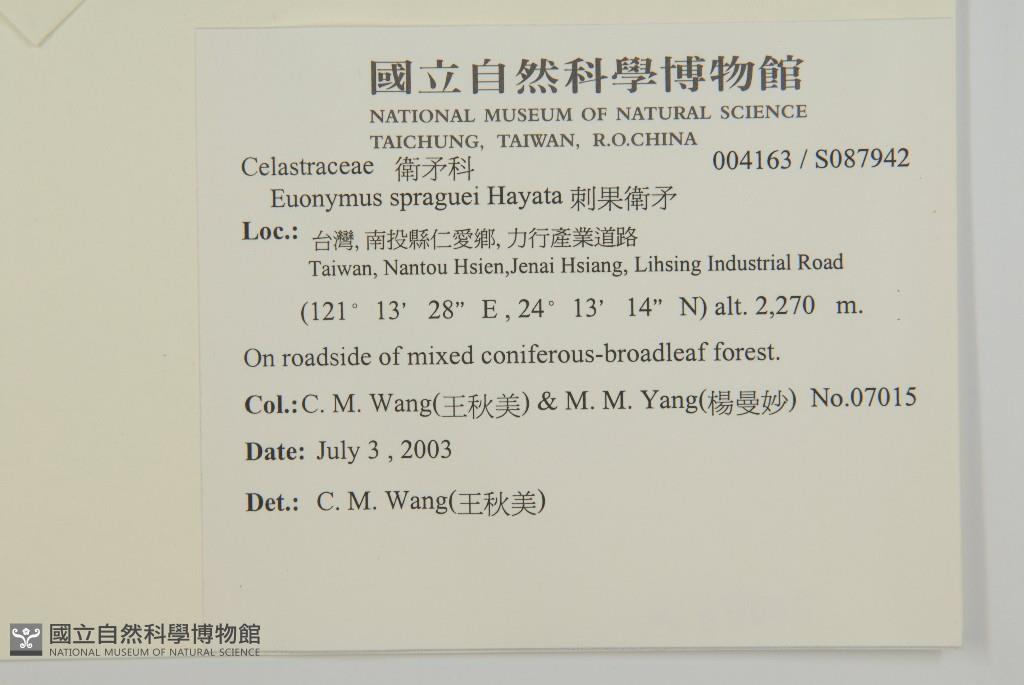 國立自然科學博物館
NATIONAL MUSEUM OF NATURAL SCIENCE
TAICHUNG, TAIWAN, R.O.CHINA
Celastraceae 衛矛科 004163 / S087942
Euonymus spraguei Hayata 刺果衛矛
Loc.: 台灣, 南投縣仁愛鄉, 力行產業道路
Taiwan, Nantou Hsien,Jenai Hsiang, Lihsing Industrial Road
(121° 13’ 28” E , 24° 13’ 14” N) alt. 2,270 m.
On roadside of mixed coniferous-broadleaf forest.
Col.: C. M. Wang(王秋美) & M. M. Yang(楊曼妙) No.07015
Date: July 3 , 2003
Det.: C. M. Wang(王秋美)
國立自然科學博物館
NATIONAL MUSEUM OF NATURAL SCIENCE